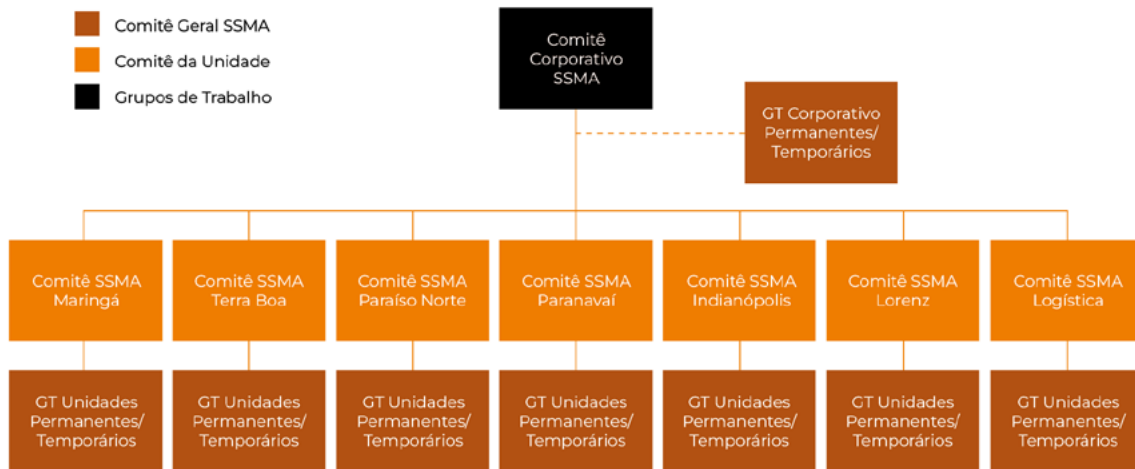 Comitê Geral SSMA
Comitê da Unidade
Grupos de Trabalho
Comitê
Corporativo
SSMA
GT Corporativo
Permanentes/
Temporários
Comitê SSMA
Maringá
Comitê SSMA
Terra Boa
Comitê SSMA
Paraíso Norte
Comitê SSMA
Paranavaí
Comitê SSMA
Indianópolis
Comitê SSMA
Lorenz
Comitê SSMA
Logística
GT Unidades
Permanentes/
Temporários
GT Unidades
Permanentes/
Temporários
GT Unidades
Permanentes/
Temporários
GT Unidades
Permanentes/
Temporários
GT Unidades
Permanentes/
Temporários
GT Unidades
Permanentes/
Temporários
GT Unidades
Permanentes/
Temporários